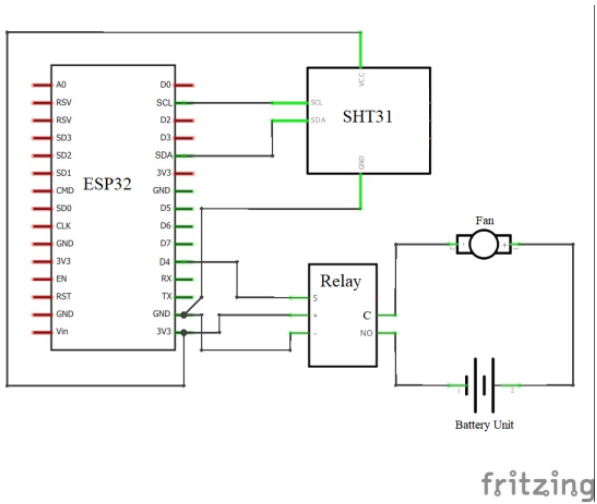 A0
RSV
RSV
SD3
SD2
SD1
CMD
SD0
CLK
GND
3V3
EN
RST
GND
Vin
ESP32
D0
SCL
D2
D3
SDA
3V3
GND
D5
D6
D7
D4
RX
TX
GND
3V3
VCC
SCL
SDA
SHT31
GND
Relay
S
+
-
C
NO
Fan
Battery Unit
fritzing